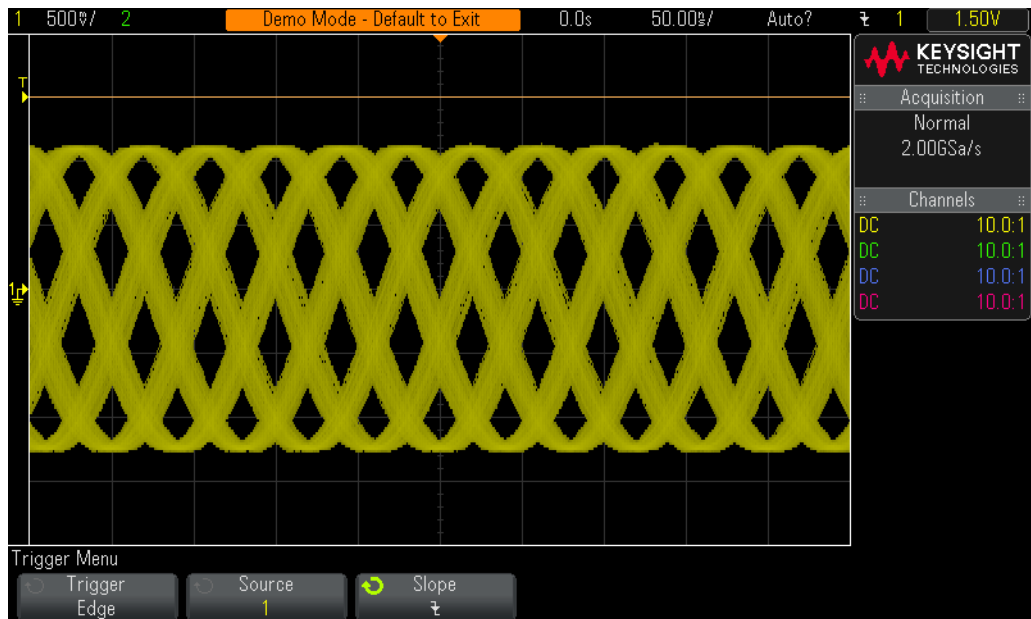 1 500mV/ 2 Demo Mode - Default to Exit 0.0s 50.00ms/ Auto? 1 1.50V
KEYSIGHT
TECHNOLOGIES
Acquisition
Normal
2.00GSa/s
Channels
DC 10.0:1
DC 10.0:1
DC 10.0:1
DC 10.0:1
T
1
Trigger Menu
Trigger
Edge
Source
1
Slope